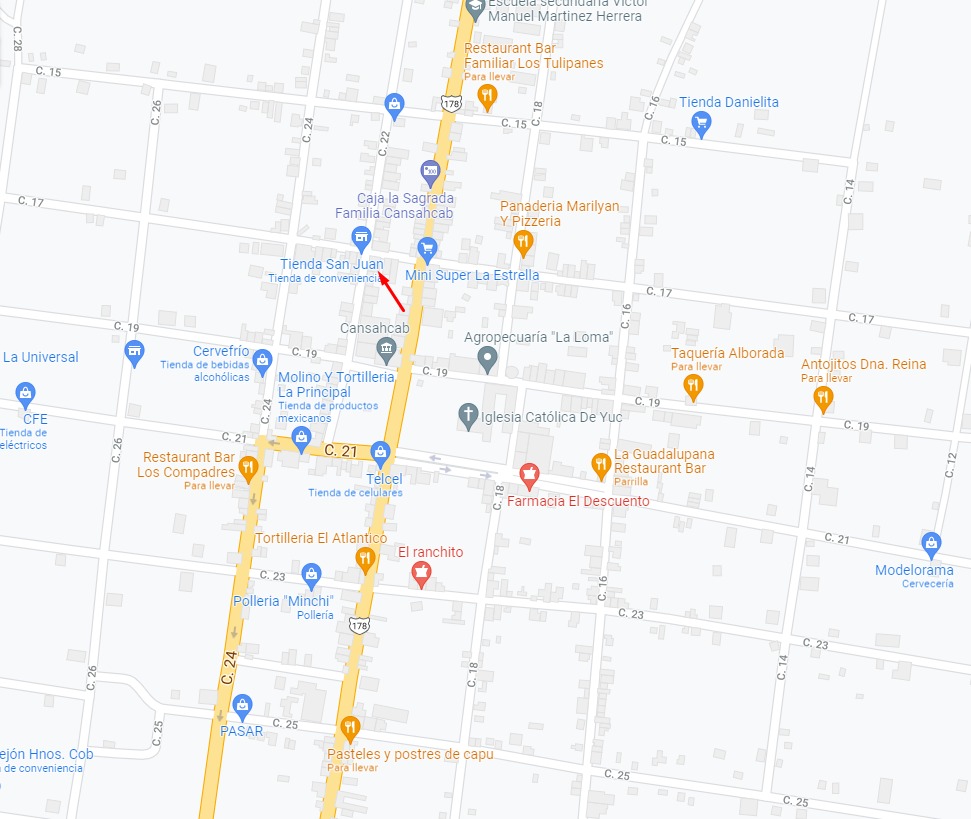 Escuela secundaria Victor
Manuel Martinez Herrera
C. 28
Restaurant Bar
Familiar Los Tulipanes
Para llevar
C. 15
C. 26
178
C. 18
C. 16
Tienda Danielita
C. 24
C. 22
C. 15
C. 15
Caja la Sagrada
Familia Cansahcab
C. 14
C. 17
Panaderia Marilyan
Y Pizzeria
Tienda San Juan
Tienda de conveniencia
Mini Super La Estrella
C. 17
C. 16
C. 17
C. 19
Cansahcab
Agropecuaría "La Loma"
La Universal
Cervefrío
Tienda de bebidas
alcohólicas
C. 19
C. 19
Taquería Alborada
Para llevar
Antojitos Dna. Reina
Para llevar
Molino Y Tortilleria
La Principal
Tienda de productos
mexicanos
C. 19
C. 24
CFE
Tienda de
eléctricos
Iglesia Católica De Yuc
C. 19
C. 26
C. 21
C. 21
C. 12
Restaurant Bar
Los Compadres
Para llevar
Télcel
Tienda de celulares
La Guadalupana
Restaurant Bar
Parrilla
C. 14
C. 18
Farmacia El Descuento
Tortilleria El Atlantico
El ranchito
C. 21
Modelorama
Cervecería
C. 23
Polleria "Minchi"
Pollería
C. 16
178
C. 23
C. 23
C. 24
C. 26
C. 18
C. 14
PASAR
C. 25
C. 25
ejón Hnos. Cob
de conveniencia
Pasteles y postres de capu
Para llevar
C. 25
C. 25